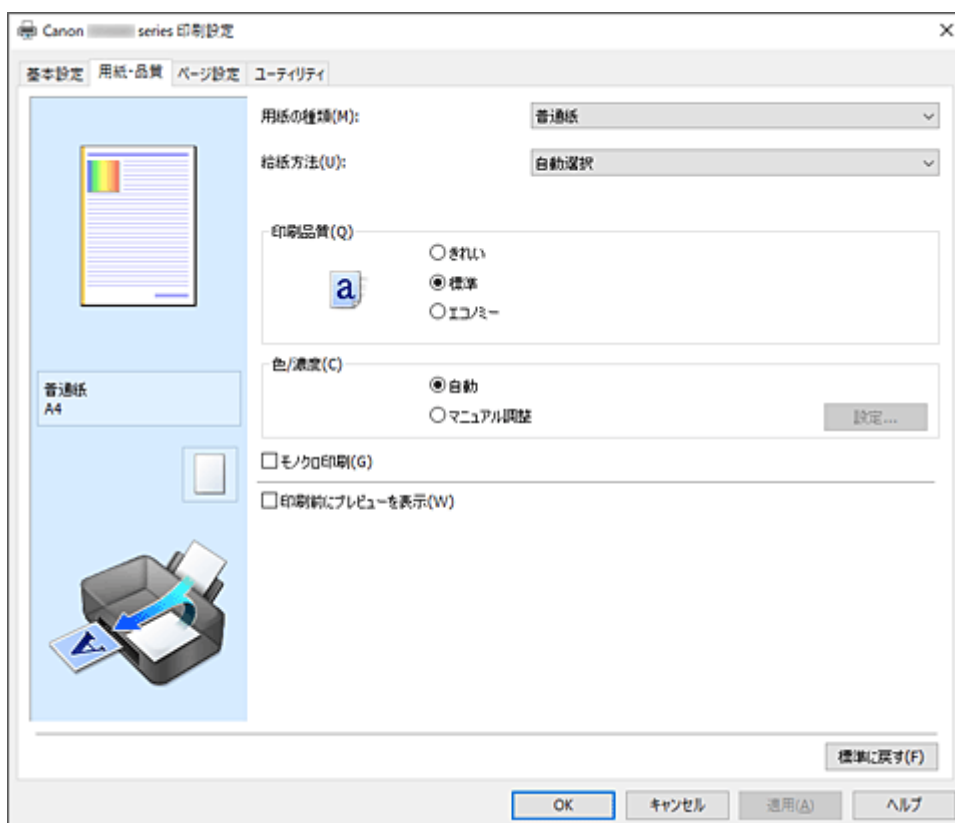 Canon series 印刷設定
基本設定 用紙・品質 ページ設定 ユーティリティ
用紙の種類(M): 普通紙
給紙方法(U): 自動選択
印刷品質(Q)
きれい
a 標準
エコノミー
色/濃度(C)
自動
マニュアル調整 設定...
普通紙
A4
モノクロ印刷(G)
印刷前にプレビューを表示(W)
A
標準に戻す(F)
OK キャンセル 適用(A) ヘルプ